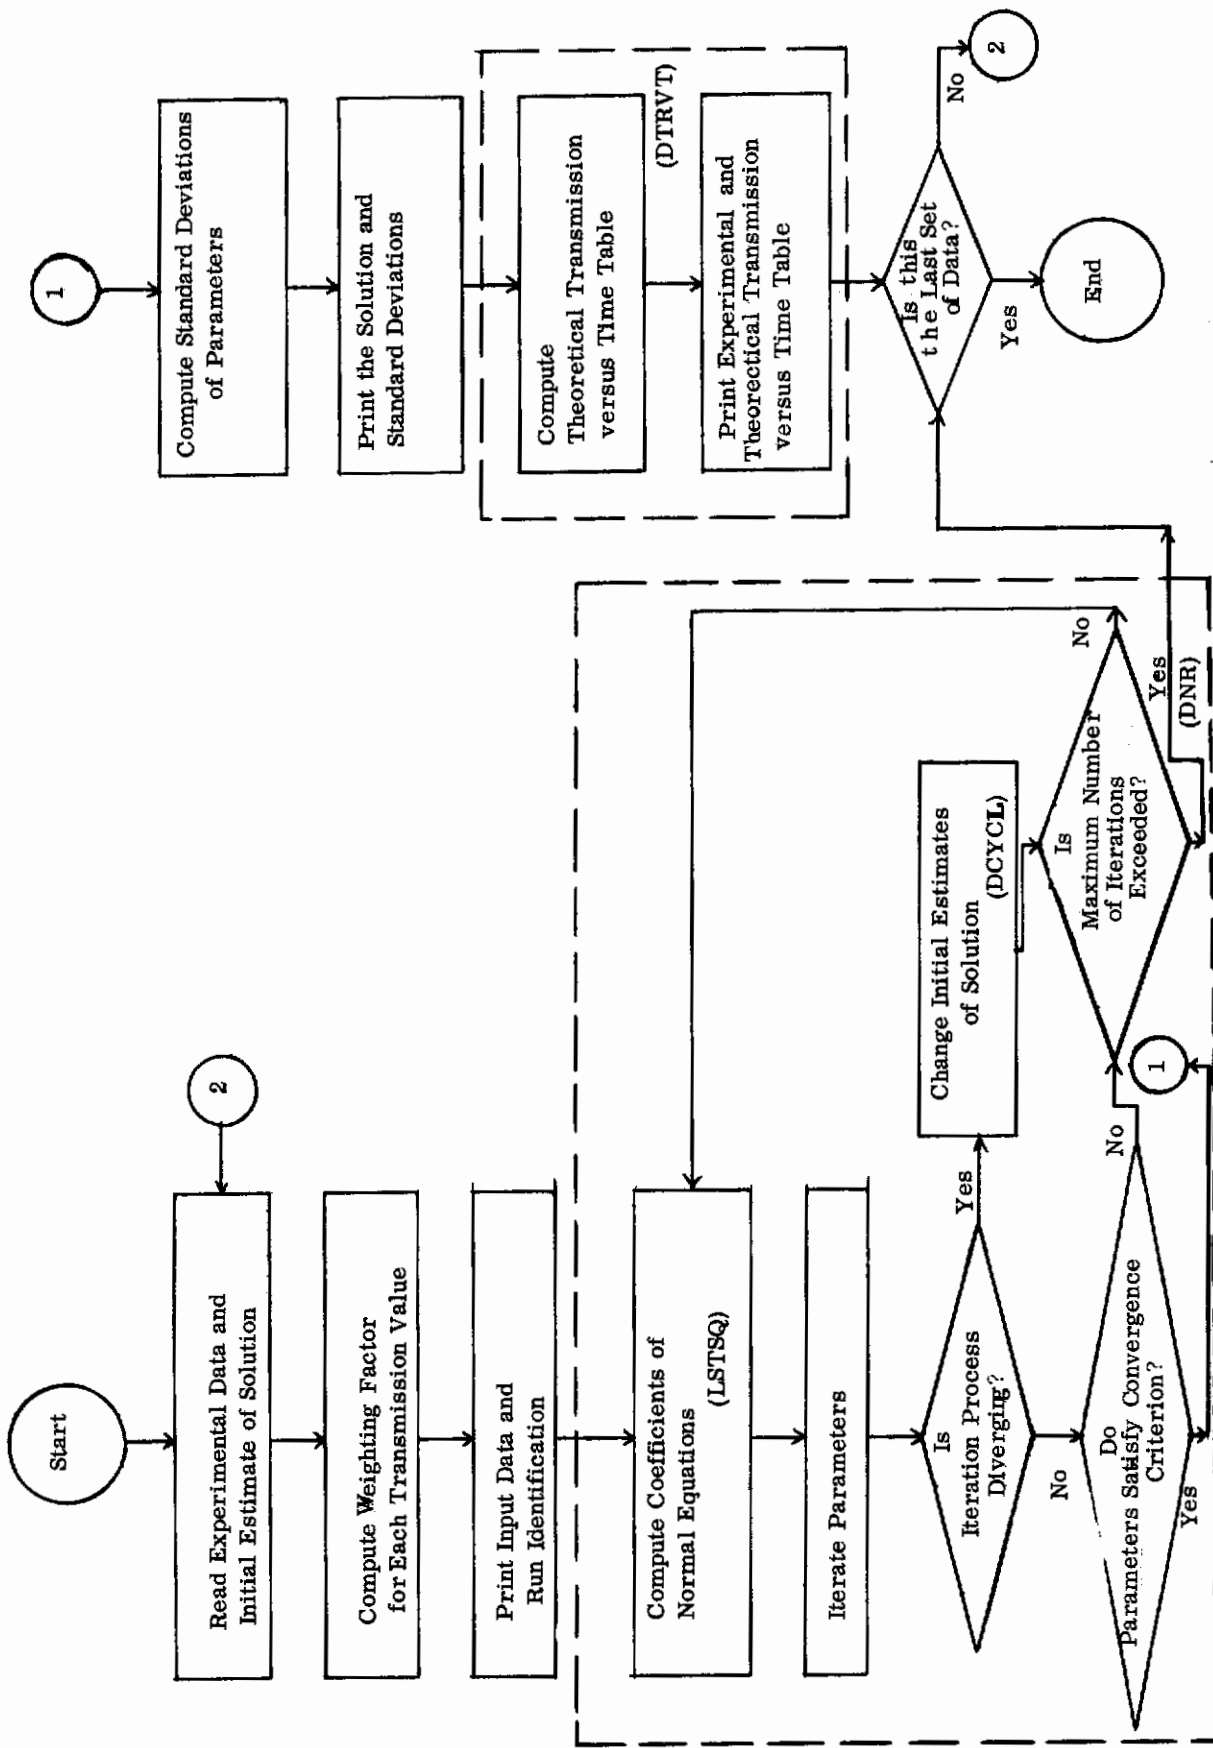 Start
Read Experimental Data and
Initial Estimate of Solution
2
Compute Weighting Factor
for Each Transmission Value
Print Input Data and
Run Identification
Compute Coefficients of
Normal Equations
(LSTSQ)
Iterate Parameters
Is
Iteration Process
Diverging?
Yes
No
Change Initial Estimates
of Solution
(DCYCL)
Do
Parameters Satisfy Convergence
Criterion?
Yes
No
1
Is
Maximum Number
of Iterations
Exceeded?
No
Yes
(DNR)
1
Compute Standard Deviations
of Parameters
Print the Solution and
Standard Deviations
Compute
Theoretical Transmission
versus Time Table
(DTRVT)
Print Experimental and
Theorectical Transmission
versus Time Table
Is this
the Last Set
of Data?
No
2
Yes
End